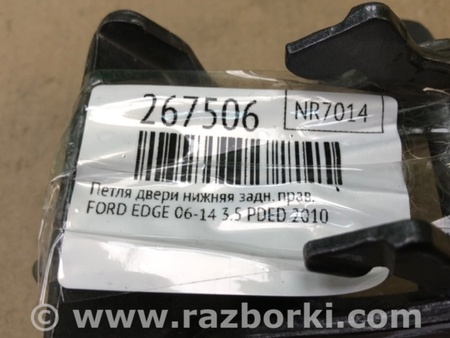 267506
NR7014
Петля двери нижняя задн. прав.
FORD EDGE 06-14 3.5 PDED 2010
www.razborki.com